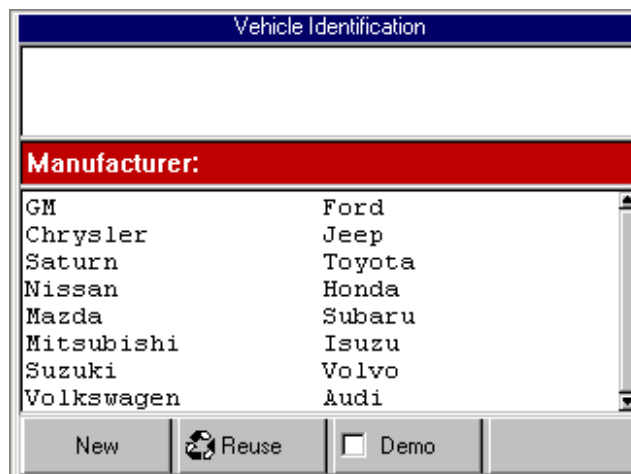 Vehicle Identification
Manufacturer:
GM Ford
Chrysler Jeep
Saturn Toyota
Nissan Honda
Mazda Subaru
Mitsubishi Isuzu
Suzuki Volvo
Volkswagen Audi
New Reuse Demo